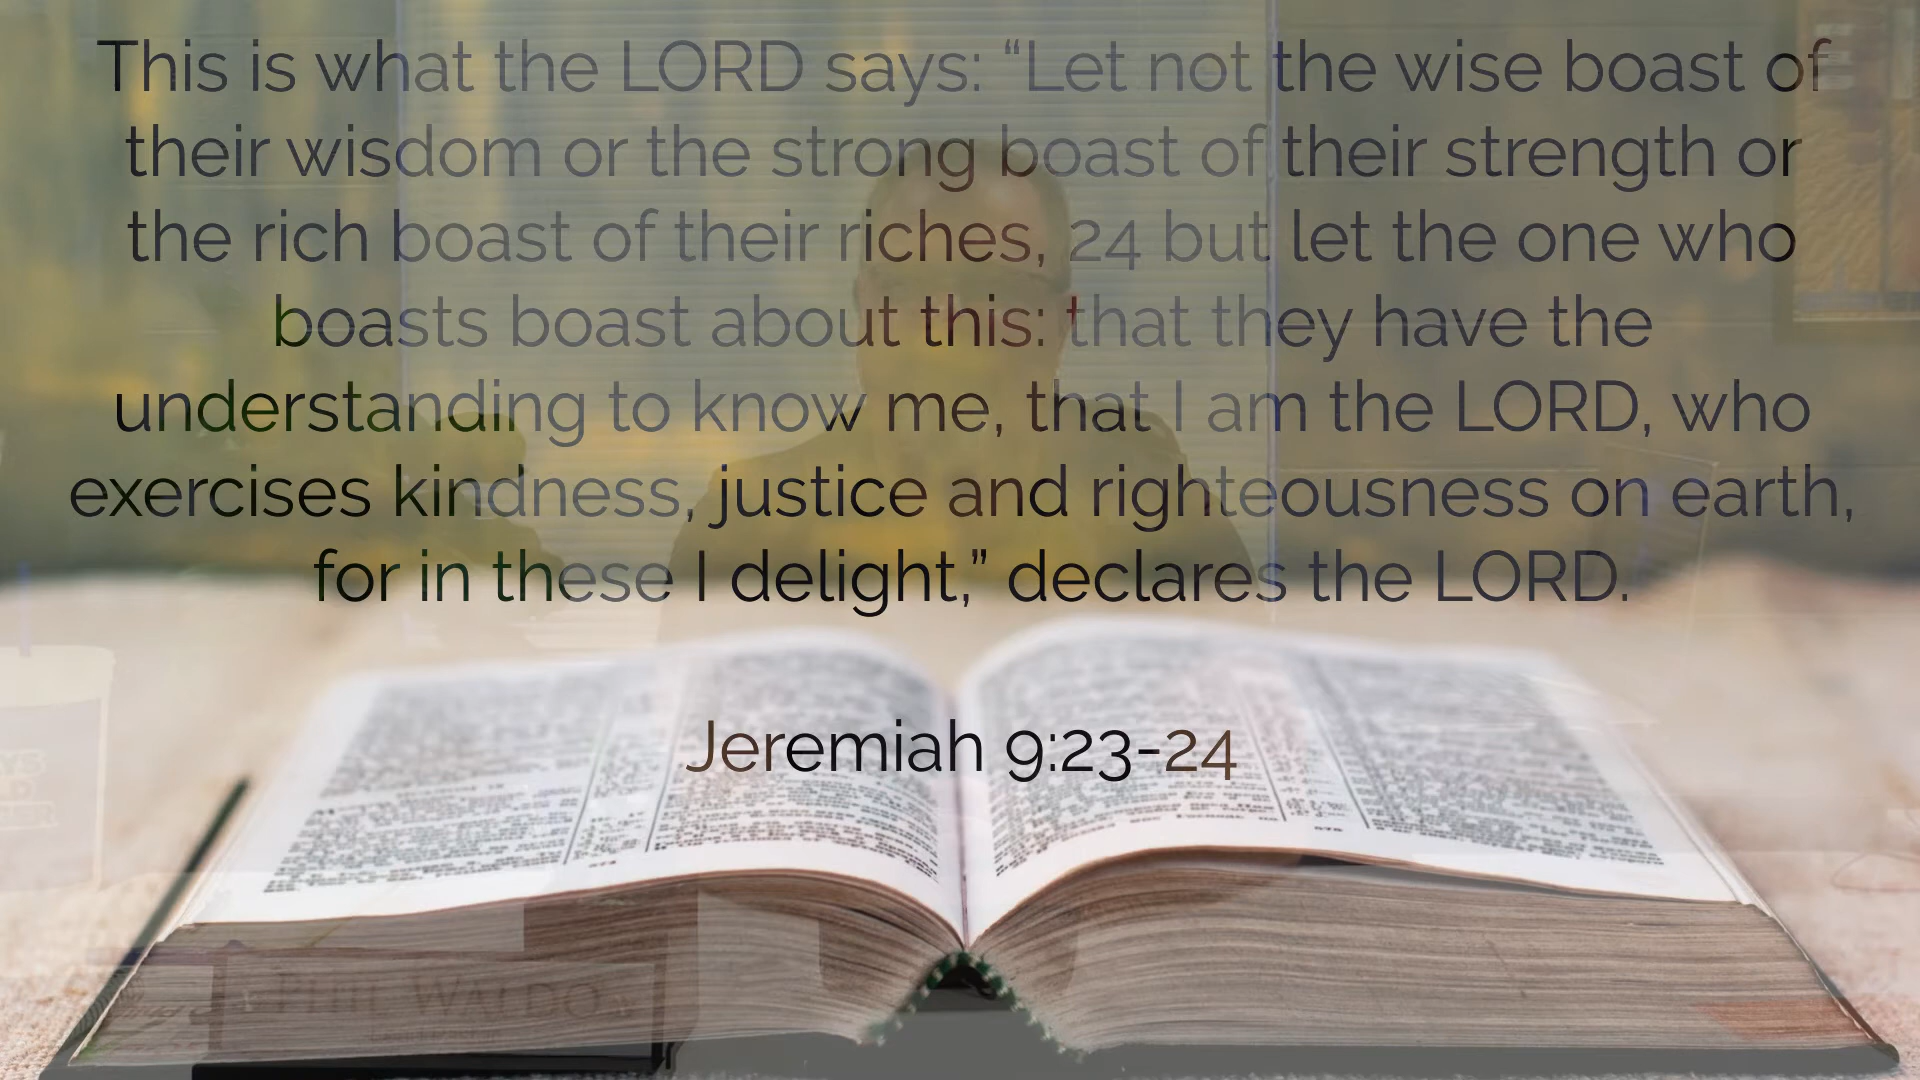 This is what the LORD says: “Let not the wise boast of
their wisdom or the strong boast of their strength or
the rich boast of their riches, 24 but let the one who
boasts boast about this: that they have the
understanding to know me, that I am the LORD, who
exercises kindness, justice and righteousness on earth,
for in these I delight,” declares the LORD.
Jeremiah 9:23-24
WALDO